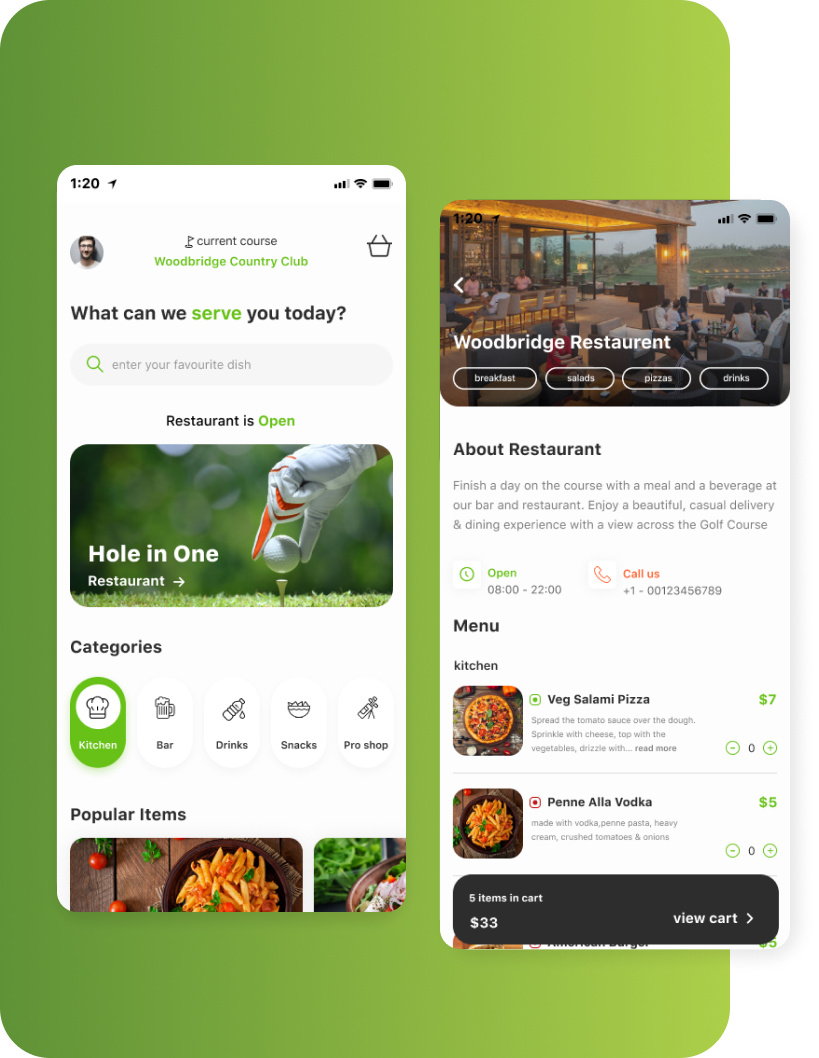 1:20
current course
Woodbridge Country Club
What can we serve you today?
enter your favourite dish
Restaurant is Open
Hole in One
Restaurant →
Categories
Kitchen
Bar
Drinks
Snacks
Pro shop
Popular Items
1:20
Woodbridge Restaurent
breakfast
salads
pizzas
drinks
About Restaurant
Finish a day on the course with a meal and a beverage at
our bar and restaurant. Enjoy a beautiful, casual delivery
& dining experience with a view across the Golf Course
Open
08:00 - 22:00
Call us
+1 - 00123456789
Menu
kitchen
Veg Salami Pizza
$7
Spread the tomato sauce over the dough.
Sprinkle with cheese, top with the
vegetables, drizzle with... read more
- 0 +
Penne Alla Vodka
$5
made with vodka,penne pasta, heavy
cream, crushed tomatoes & onions
- 0 +
5 items in cart
$33
view cart >
American Burger
$5